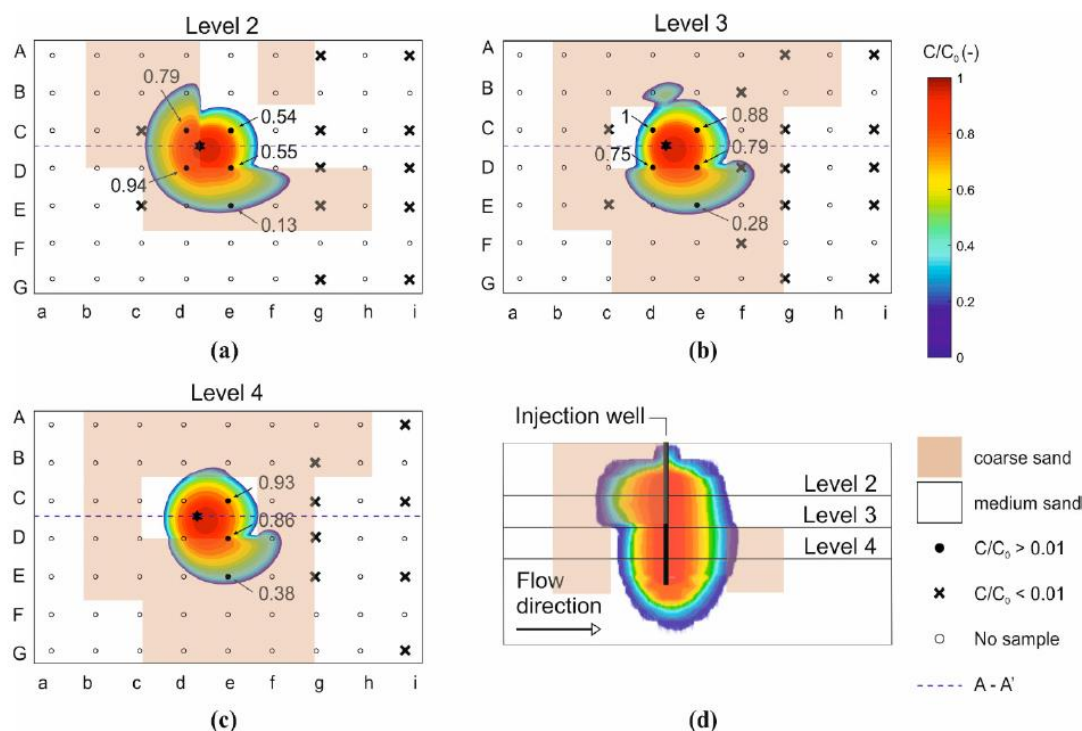 Level 2
Level 3
C/C₀ (-)
A
B
C
D
E
F
G
0.79
0.54
0.55
0.94
0.13
a b c d e f g h i
(a)
A
B
C
D
E
F
G
1
0.88
0.75
0.79
0.28
a b c d e f g h i
(b)
1
0.8
0.6
0.4
0.2
0
Level 4
A
B
C
D
E
F
G
0.93
0.86
0.38
a b c d e f g h i
(c)
Injection well
Level 2
Level 3
Level 4
Flow
direction
(d)
coarse sand
medium sand
C/C₀ > 0.01
C/C₀ < 0.01
No sample
A - A'